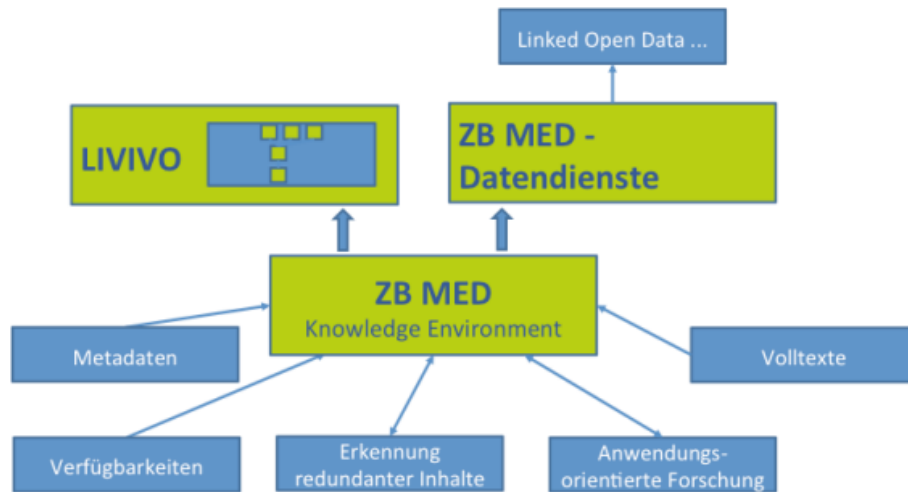 Linked Open Data ...
LIVIVO
ZB MED -
Datendienste
ZB MED
Knowledge Environment
Metadaten
Volltexte
Verfügbarkeiten
Erkennung
redundanter Inhalte
Anwendungs-
orientierte Forschung